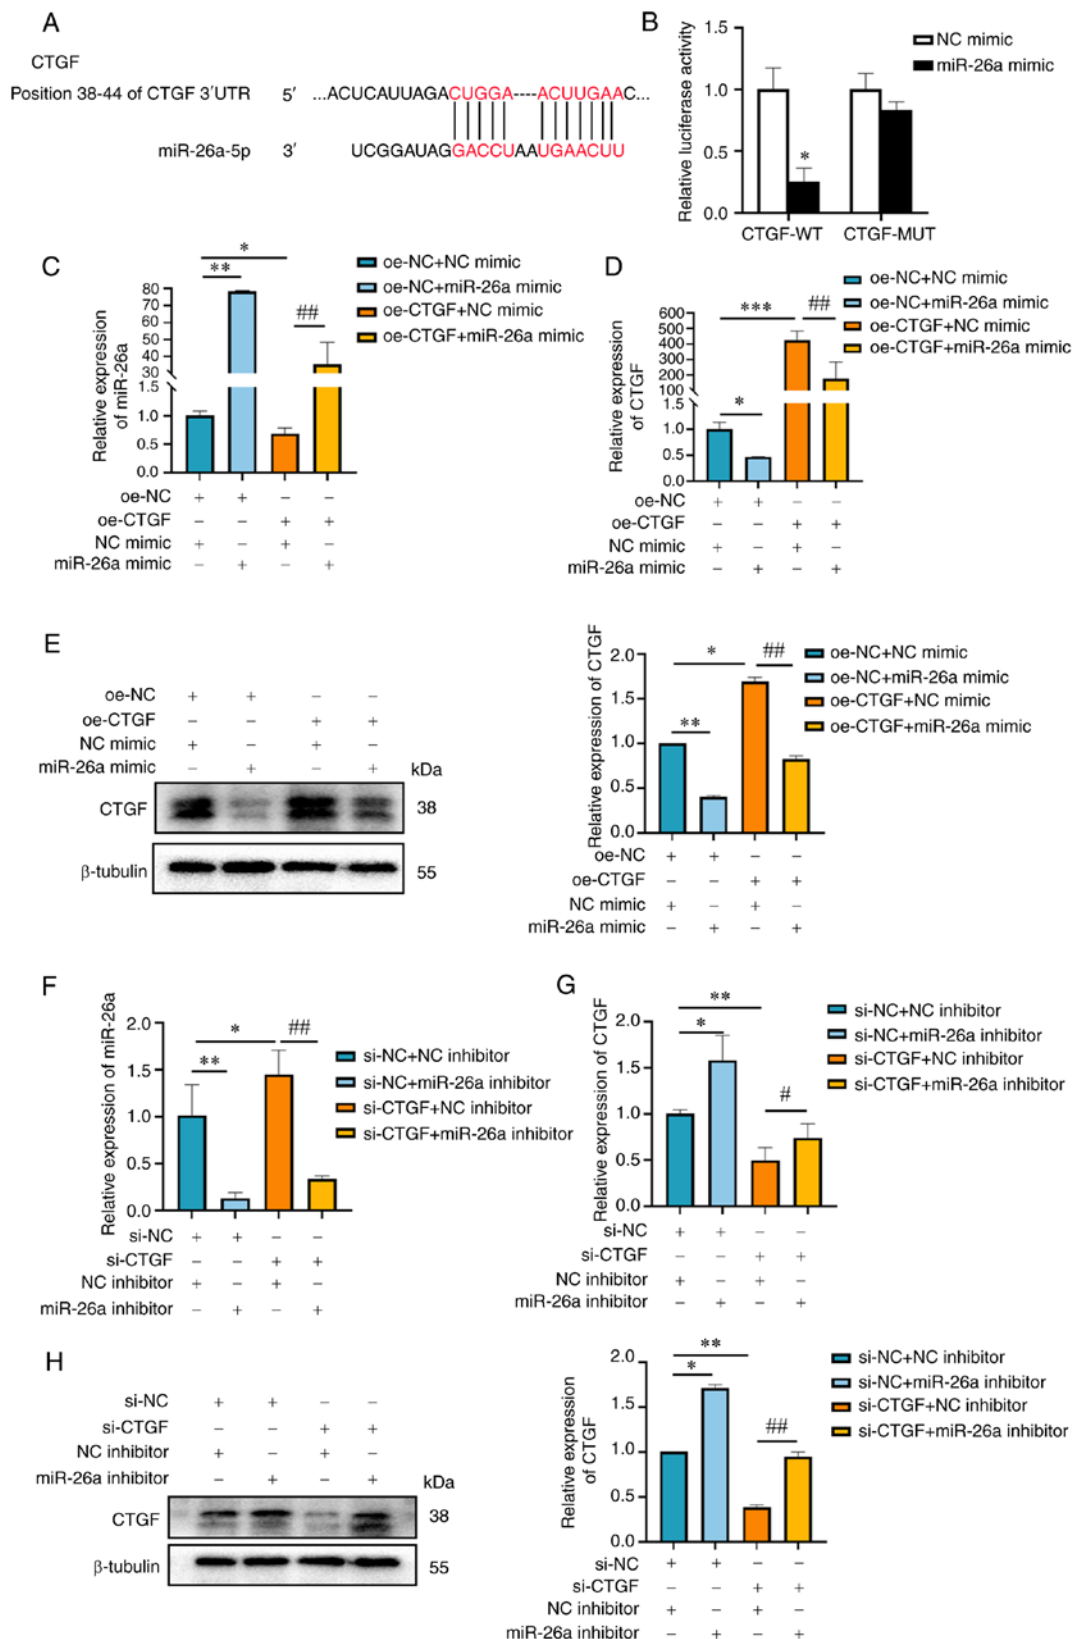 A
CTGF
Position 38-44 of CTGF 3′UTR 5′ ...ACUCAUUAGACUGGA----ACUUGAAC...
miR-26a-5p 3′ UCGGAUAGGACCUAAUGAACUU
B
Relative luciferase activity
1.5
1.0
0.5
0.0
*
CTGF-WT CTGF-MUT
NC mimic
miR-26a mimic
C
Relative expression
of miR-26a
80
70
60
50
40
30
1.5
1.0
0.5
0.0
*
**
##
oe-NC+NC mimic
oe-NC+miR-26a mimic
oe-CTGF+NC mimic
oe-CTGF+miR-26a mimic
oe-NC + + − −
oe-CTGF − − + +
NC mimic + − + −
miR-26a mimic − + − +
D
Relative expression
of CTGF
600
500
400
300
200
100
1.5
1.0
0.5
0.0
***
##
*
oe-NC+NC mimic
oe-NC+miR-26a mimic
oe-CTGF+NC mimic
oe-CTGF+miR-26a mimic
oe-NC + + − −
oe-CTGF − − + +
NC mimic + − + −
miR-26a mimic − + − +
E
oe-NC + + − −
oe-CTGF − − + +
NC mimic + − + −
miR-26a mimic − + − +
kDa
CTGF 38
β-tubulin 55
Relative expression of CTGF
2.0
1.5
1.0
0.5
0.0
*
##
**
oe-NC+NC mimic
oe-NC+miR-26a mimic
oe-CTGF+NC mimic
oe-CTGF+miR-26a mimic
oe-NC + + − −
oe-CTGF − − + +
NC mimic + − + −
miR-26a mimic − + − +
F
Relative expression of miR-26a
2.0
1.5
1.0
0.5
0.0
*
##
**
si-NC+NC inhibitor
si-NC+miR-26a inhibitor
si-CTGF+NC inhibitor
si-CTGF+miR-26a inhibitor
si-NC + + − −
si-CTGF − − + +
NC inhibitor + − + −
miR-26a inhibitor − + − +
G
Relative expression of CTGF
2.0
1.5
1.0
0.5
0.0
**
*
#
si-NC+NC inhibitor
si-NC+miR-26a inhibitor
si-CTGF+NC inhibitor
si-CTGF+miR-26a inhibitor
si-NC + + − −
si-CTGF − − + +
NC inhibitor + − + −
miR-26a inhibitor − + − +
H
si-NC + + − −
si-CTGF − − + +
NC inhibitor + − + −
miR-26a inhibitor − + − +
kDa
CTGF 38
β-tubulin 55
Relative expression
of CTGF
2.0
1.5
1.0
0.5
0.0
**
*
##
si-NC+NC inhibitor
si-NC+miR-26a inhibitor
si-CTGF+NC inhibitor
si-CTGF+miR-26a inhibitor
si-NC + + − −
si-CTGF − − + +
NC inhibitor + − + −
miR-26a inhibitor − + − +